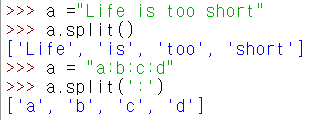 >>> a ="Life is too short"
>>> a.split()
['Life', 'is', 'too', 'short']
>>> a = "a:b:c:d"
>>> a.split(':')
['a', 'b', 'c', 'd']